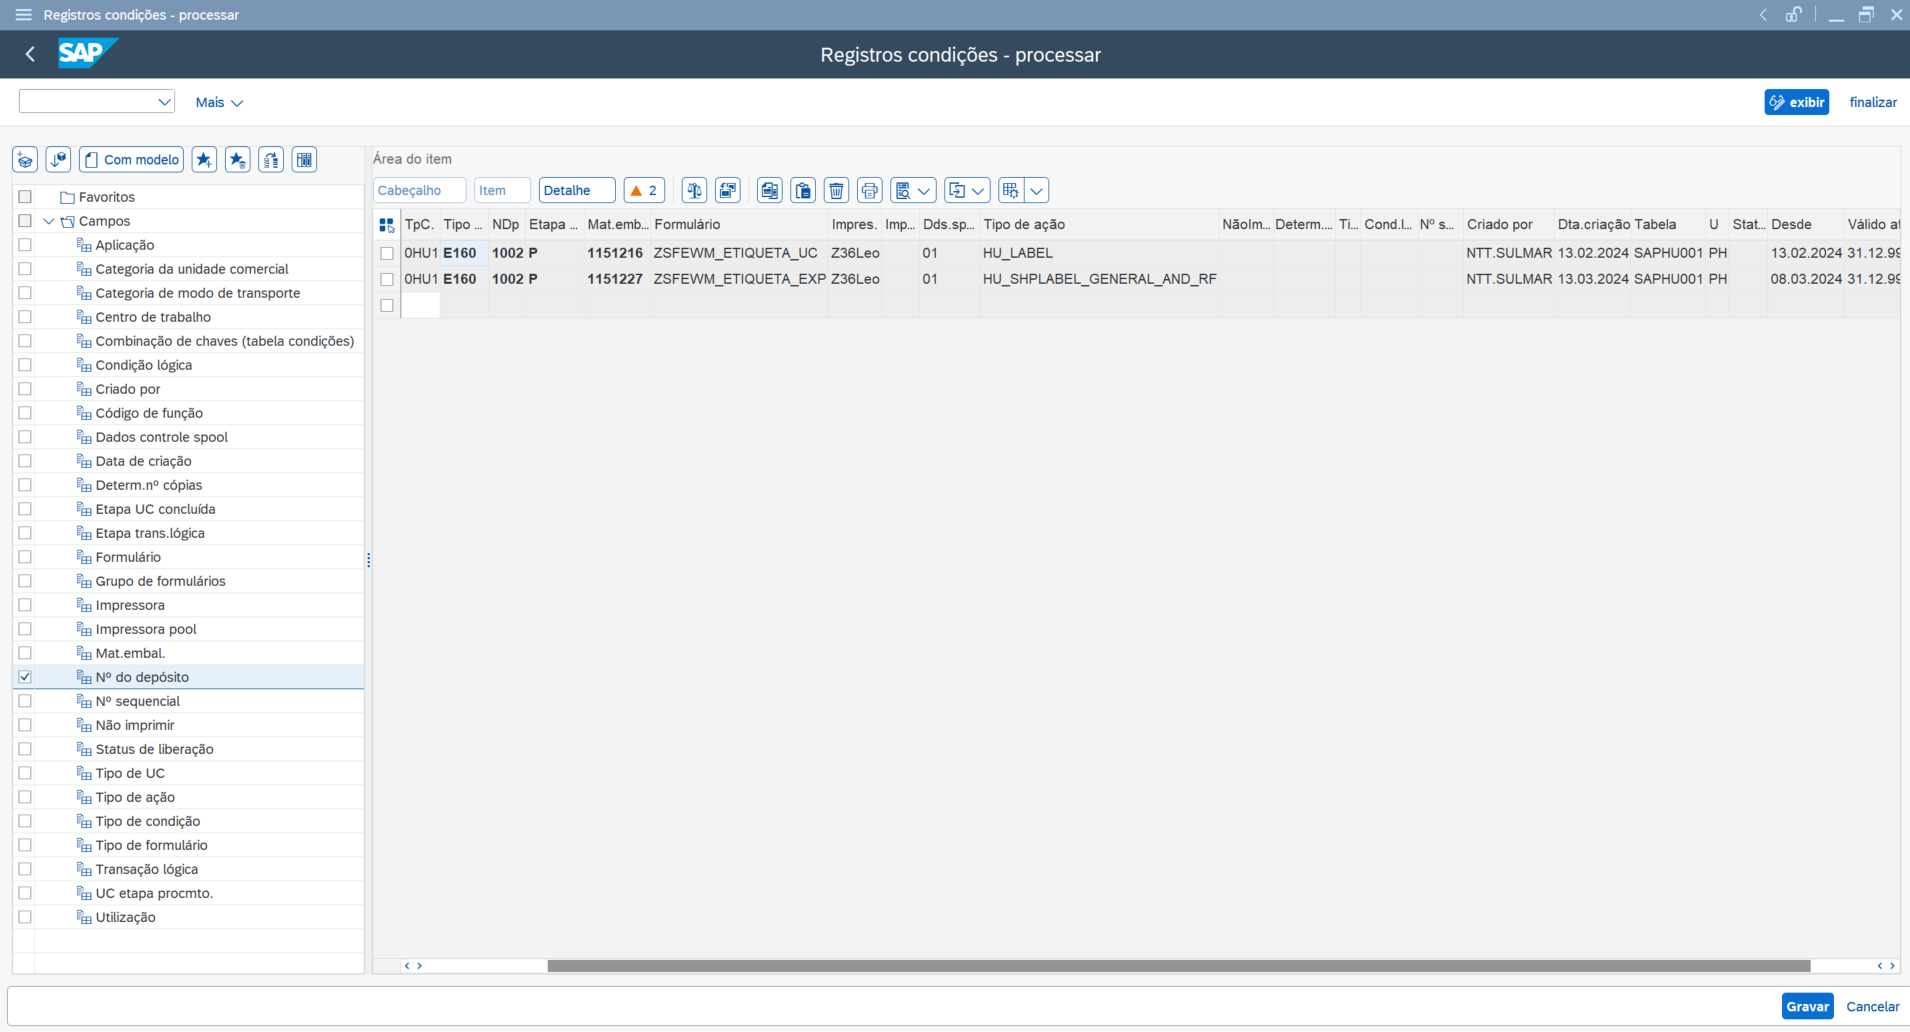 Registros condições - processar
SAP
Registros condições - processar
Mais
exibir
finalizar
Com modelo
Favoritos
Campos
Aplicação
Categoria da unidade comercial
Categoria de modo de transporte
Centro de trabalho
Combinação de chaves (tabela condições)
Condição lógica
Criado por
Código de função
Dados controle spool
Data de criação
Determ.nº cópias
Etapa UC concluída
Etapa trans.lógica
Formulário
Grupo de formulários
Impressora
Impressora pool
Mat.embal.
Nº do depósito
Nº sequencial
Não imprimir
Status de liberação
Tipo de UC
Tipo de ação
Tipo de condição
Tipo de formulário
Transação lógica
UC etapa procmto.
Utilização
Área do item
Cabeçalho Item Detalhe 2
TpC. Tipo ... NDp Etapa ... Mat.emb... Formulário Impres. Imp... Dds.sp... Tipo de ação NãoIm... Determ.... Ti... Cond.l... Nº s... Criado por Dta.criação Tabela U Stat... Desde Válido at
0HU1 E160 1002 P 1151216 ZSFEWM_ETIQUETA_UC Z36Leo 01 HU_LABEL NTT.SULMAR 13.02.2024 SAPHU001 PH 13.02.2024 31.12.99
0HU1 E160 1002 P 1151227 ZSFEWM_ETIQUETA_EXP Z36Leo 01 HU_SHPLABEL_GENERAL_AND_RF NTT.SULMAR 13.03.2024 SAPHU001 PH 08.03.2024 31.12.99
Gravar
Cancelar